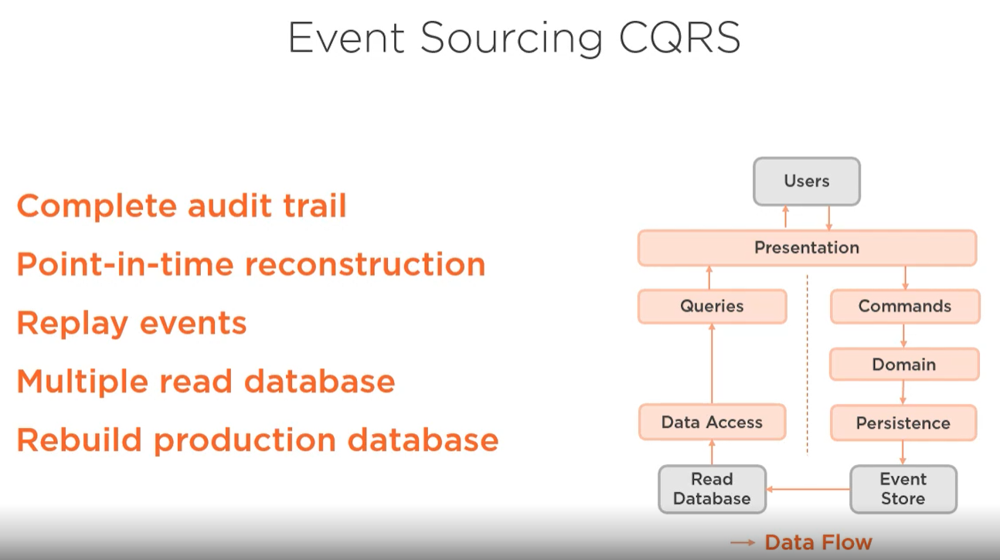 Event Sourcing CQRS
Complete audit trail
Point-in-time reconstruction
Replay events
Multiple read database
Rebuild production database
Users
Presentation
Queries
Commands
Domain
Data Access
Persistence
Read
Database
Event
Store
Data Flow